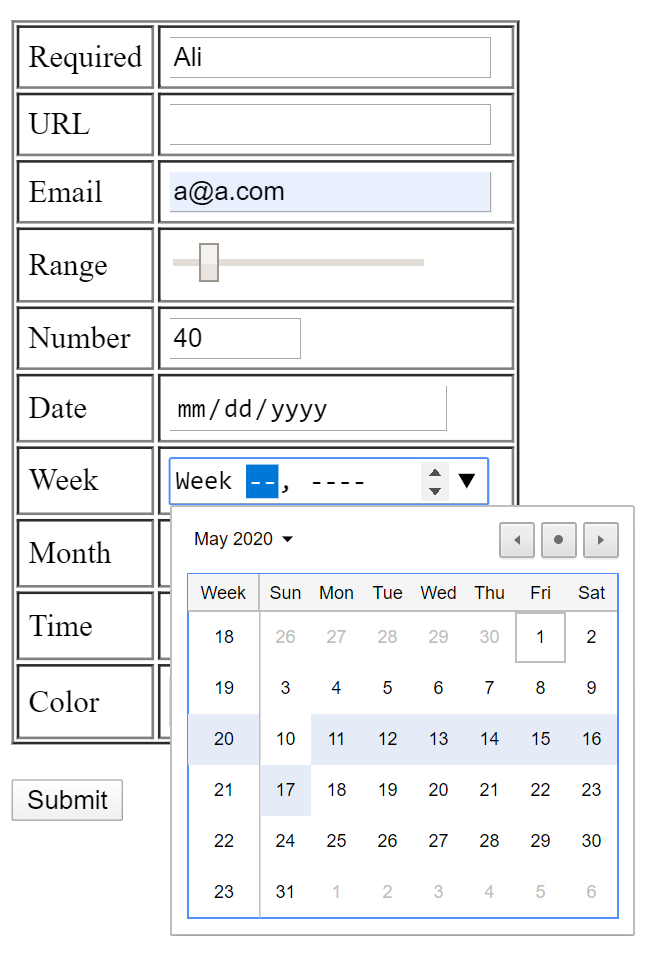 Required Ali
URL
Email a@a.com
Range
Number 40
Date mm/dd/yyyy
Week Week --, ----
May 2020
Month
Week Sun Mon Tue Wed Thu Fri Sat
Time
18 26 27 28 29 30 1 2
19 3 4 5 6 7 8 9
Color
20 10 11 12 13 14 15 16
Submit
21 17 18 19 20 21 22 23
22 24 25 26 27 28 29 30
23 31 1 2 3 4 5 6